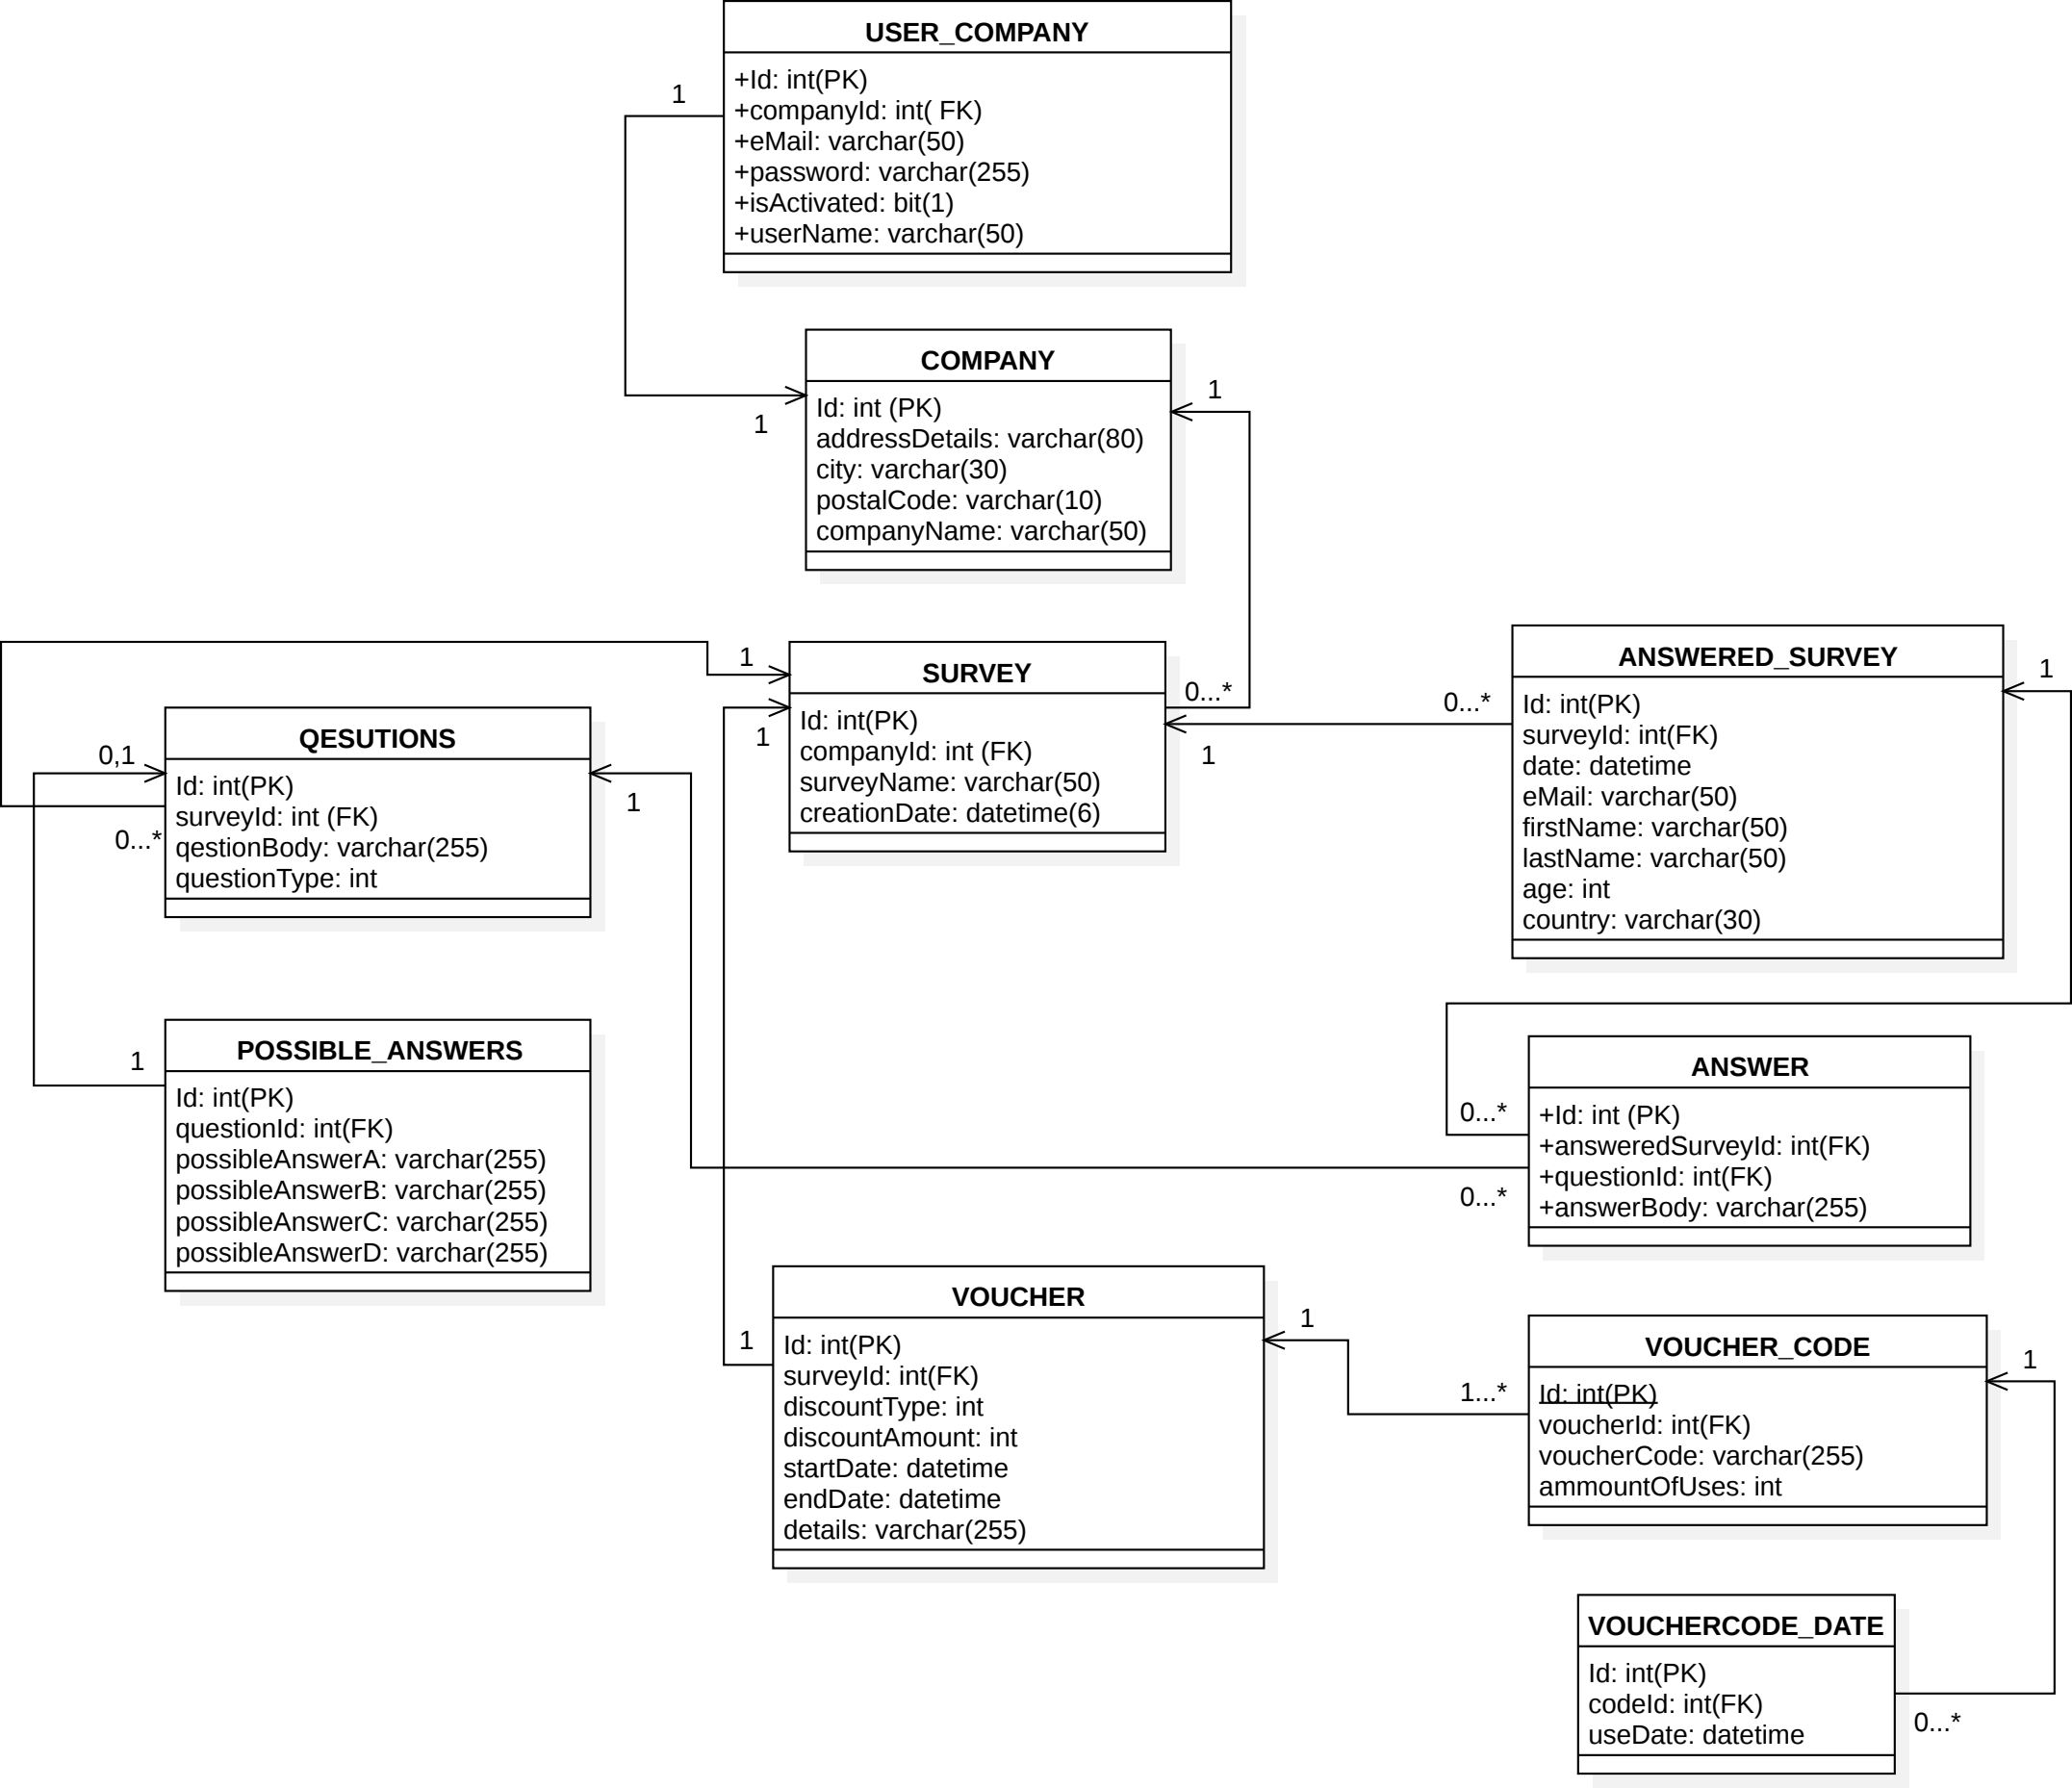 USER_COMPANY
+Id: int(PK)
+companyId: int( FK)
+eMail: varchar(50)
+password: varchar(255)
+isActivated: bit(1)
+userName: varchar(50)
1
1
COMPANY
Id: int (PK)
addressDetails: varchar(80)
city: varchar(30)
postalCode: varchar(10)
companyName: varchar(50)
1
0...*
1
1
SURVEY
Id: int(PK)
companyId: int (FK)
surveyName: varchar(50)
creationDate: datetime(6)
1
0...*
ANSWERED_SURVEY
Id: int(PK)
surveyId: int(FK)
date: datetime
eMail: varchar(50)
firstName: varchar(50)
lastName: varchar(50)
age: int
country: varchar(30)
1
0,1
0...*
QESUTIONS
Id: int(PK)
surveyId: int (FK)
qestionBody: varchar(255)
questionType: int
1
1
POSSIBLE_ANSWERS
Id: int(PK)
questionId: int(FK)
possibleAnswerA: varchar(255)
possibleAnswerB: varchar(255)
possibleAnswerC: varchar(255)
possibleAnswerD: varchar(255)
0...*
0...*
ANSWER
+Id: int (PK)
+answeredSurveyId: int(FK)
+questionId: int(FK)
+answerBody: varchar(255)
1
VOUCHER
Id: int(PK)
surveyId: int(FK)
discountType: int
discountAmount: int
startDate: datetime
endDate: datetime
details: varchar(255)
1
1...*
VOUCHER_CODE
Id: int(PK)
voucherId: int(FK)
voucherCode: varchar(255)
ammountOfUses: int
1
VOUCHERCODE_DATE
Id: int(PK)
codeId: int(FK)
useDate: datetime
0...*